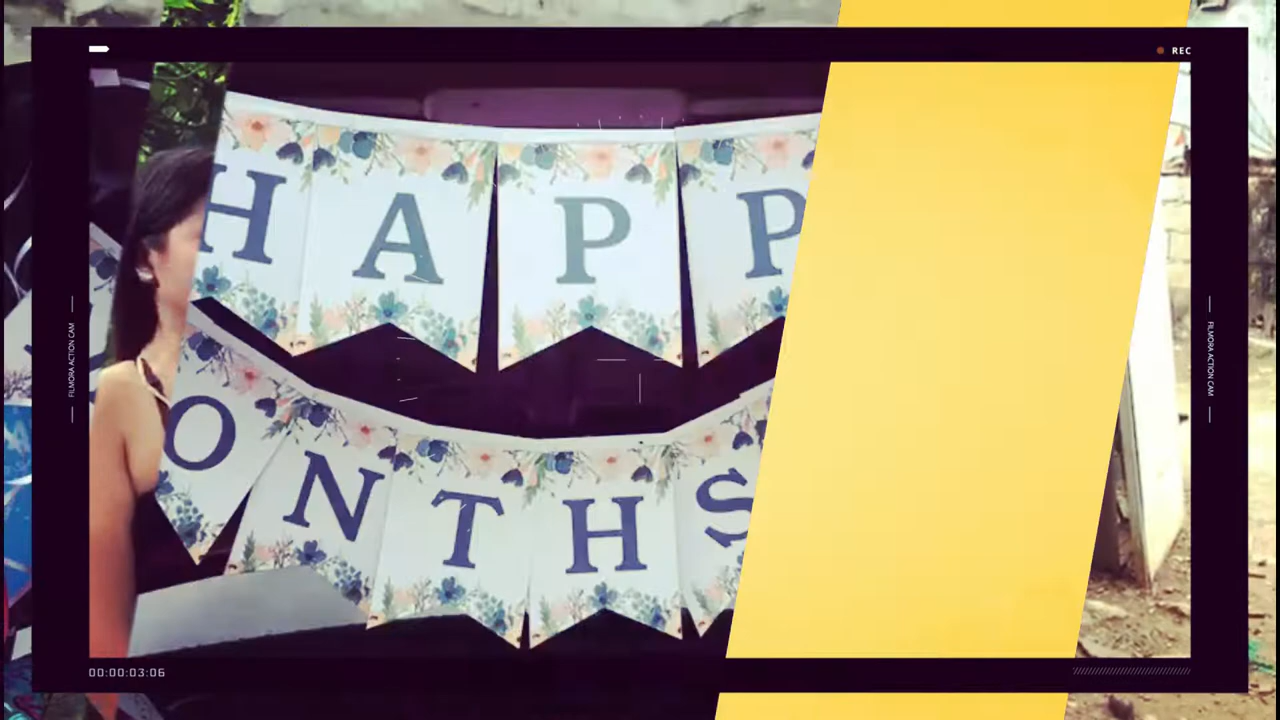 REC
HAPP
ONTHS
FILMORA ACTION CAM
FILMORA ACTION CAM
00:00:03:06